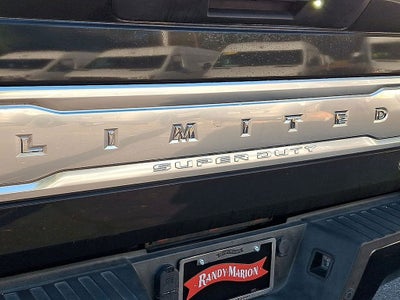 LIMITED
SUPER DUTY
RANDY MARION